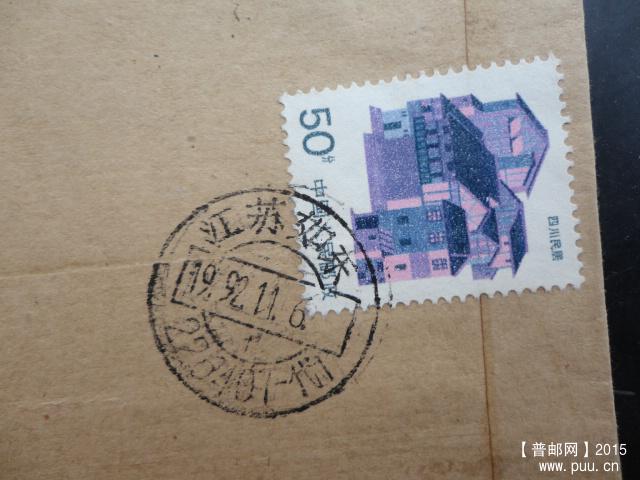 50分
中国人民邮政
四川民居
江苏
1992.11.6
【普邮网】2015
www.puu.cn